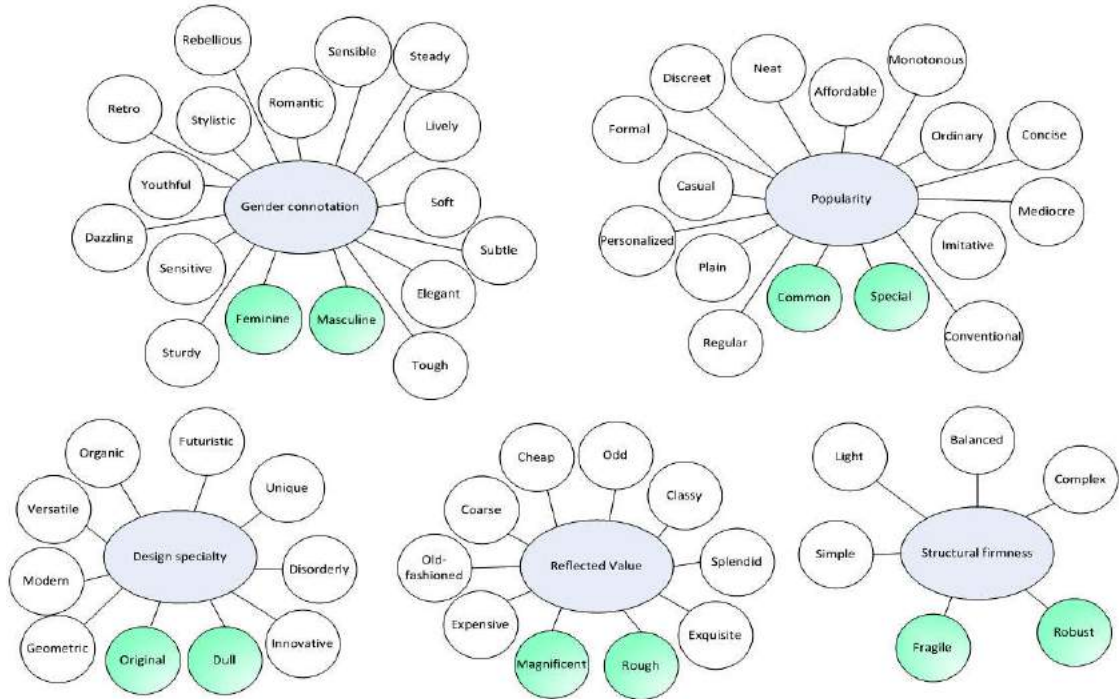 Rebellious
Sensible
Steady
Retro
Stylistic
Romantic
Lively
Youthful
Gender connotation
Soft
Dazzling
Subtle
Sensitive
Elegant
Feminine
Masculine
Sturdy
Tough
Neat
Monotonous
Discreet
Affordable
Formal
Ordinary
Concise
Casual
Popularity
Mediocre
Personalized
Imitative
Plain
Common
Special
Regular
Conventional
Futuristic
Organic
Unique
Versatile
Design specialty
Disorderly
Modern
Geometric
Original
Dull
Innovative
Cheap
Odd
Coarse
Classy
Old-
fashioned
Reflected Value
Splendid
Expensive
Exquisite
Magnificent
Rough
Balanced
Light
Complex
Simple
Structural firmness
Fragile
Robust